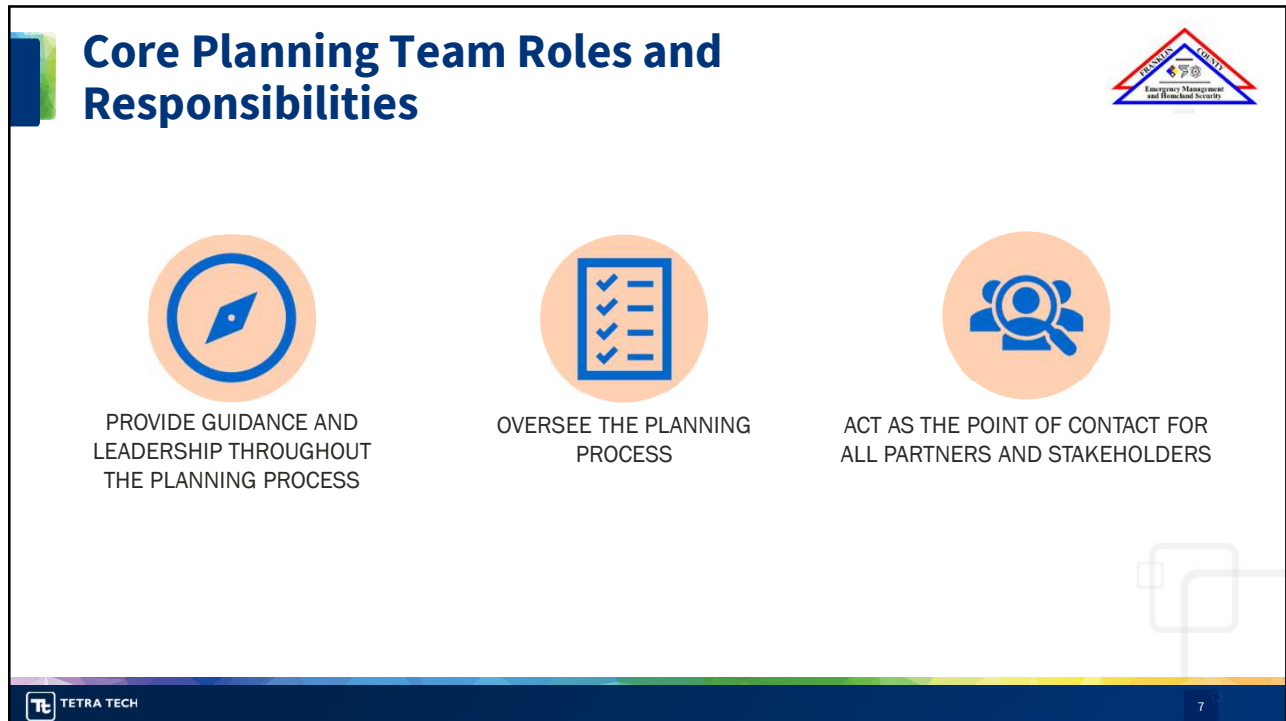 Core Planning Team Roles and
Responsibilities
FRANKLIN COUNTY
Emergency Management
and Homeland Security
PROVIDE GUIDANCE AND
LEADERSHIP THROUGHOUT
THE PLANNING PROCESS
OVERSEE THE PLANNING
PROCESS
ACT AS THE POINT OF CONTACT FOR
ALL PARTNERS AND STAKEHOLDERS
Tt TETRA TECH
7